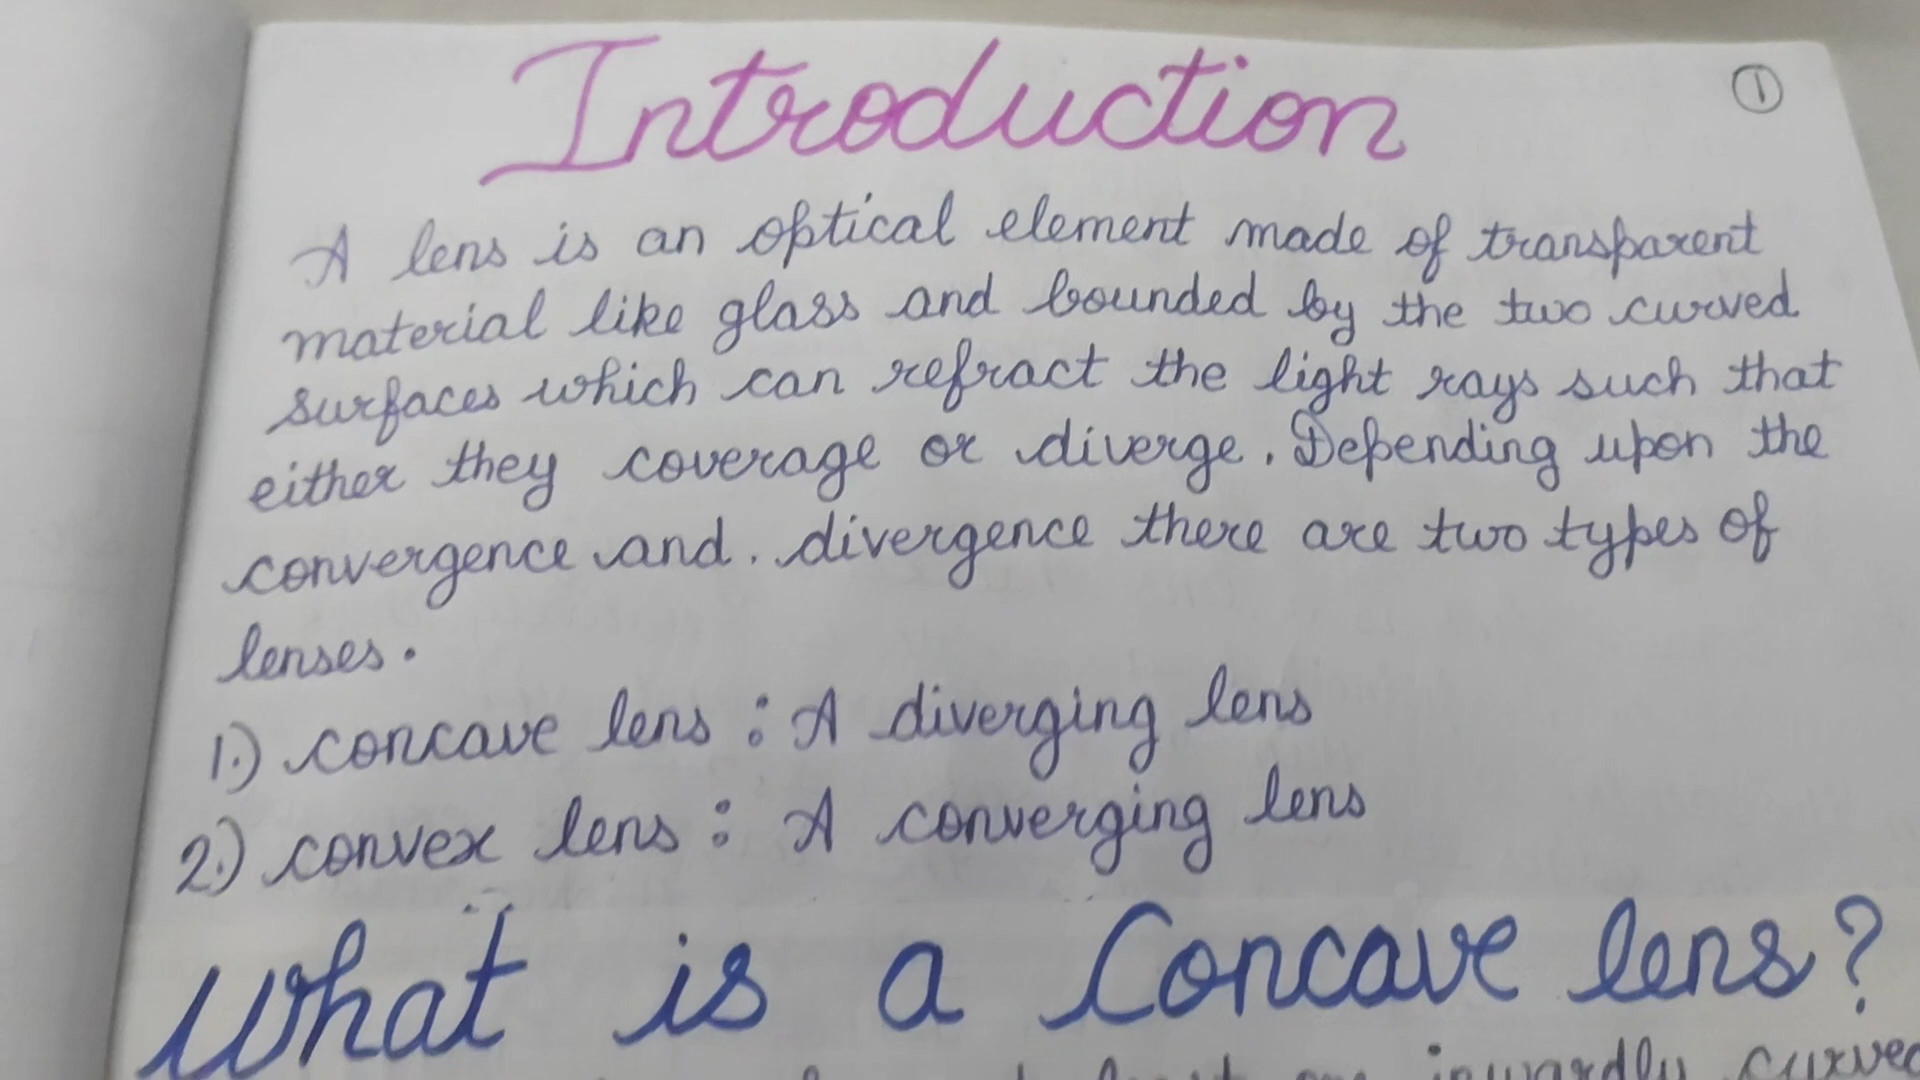 Introduction
1
A lens is an optical element made of transparent
material like glass and bounded by the two curved
surfaces which can refract the light rays such that
either they coverage or diverge. Depending upon the
convergence and. divergence there are two types of
lenses.
1.) concave lens : A diverging lens
2.) convex lens : A converging lens
What is a Concave lens?
inwardly curved